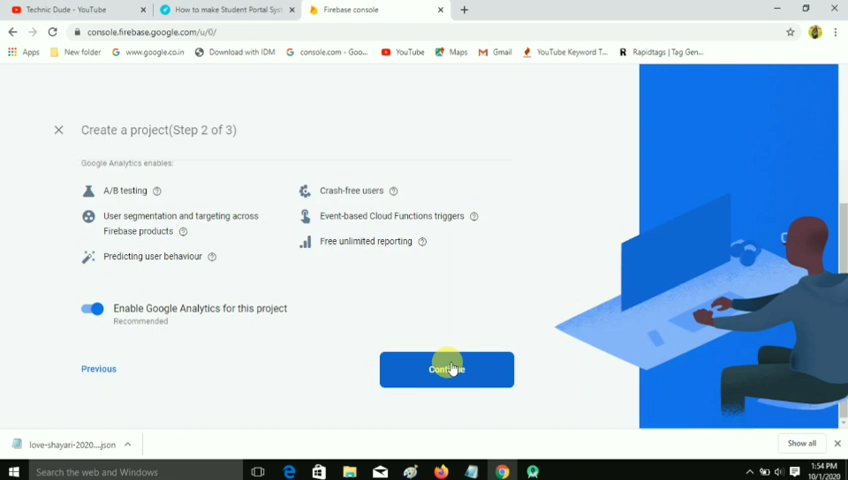 Technic Dude - YouTube
How to make Student Portal Sys
Firebase console
console.firebase.google.com/u/0/
Apps
New folder
www.google.co.in
Download with IDM
console.com - Goo...
YouTube
Maps
Gmail
YouTube Keyword T...
Rapidtags | Tag Gen...
Create a project(Step 2 of 3)
Google Analytics enables:
A/B testing
Crash-free users
User segmentation and targeting across
Firebase products
Event-based Cloud Functions triggers
Free unlimited reporting
Predicting user behaviour
Enable Google Analytics for this project
Recommended
Previous
Continue
love-shayari-2020....json
Show all
Search the web and Windows
1:54 PM
10/1/2020